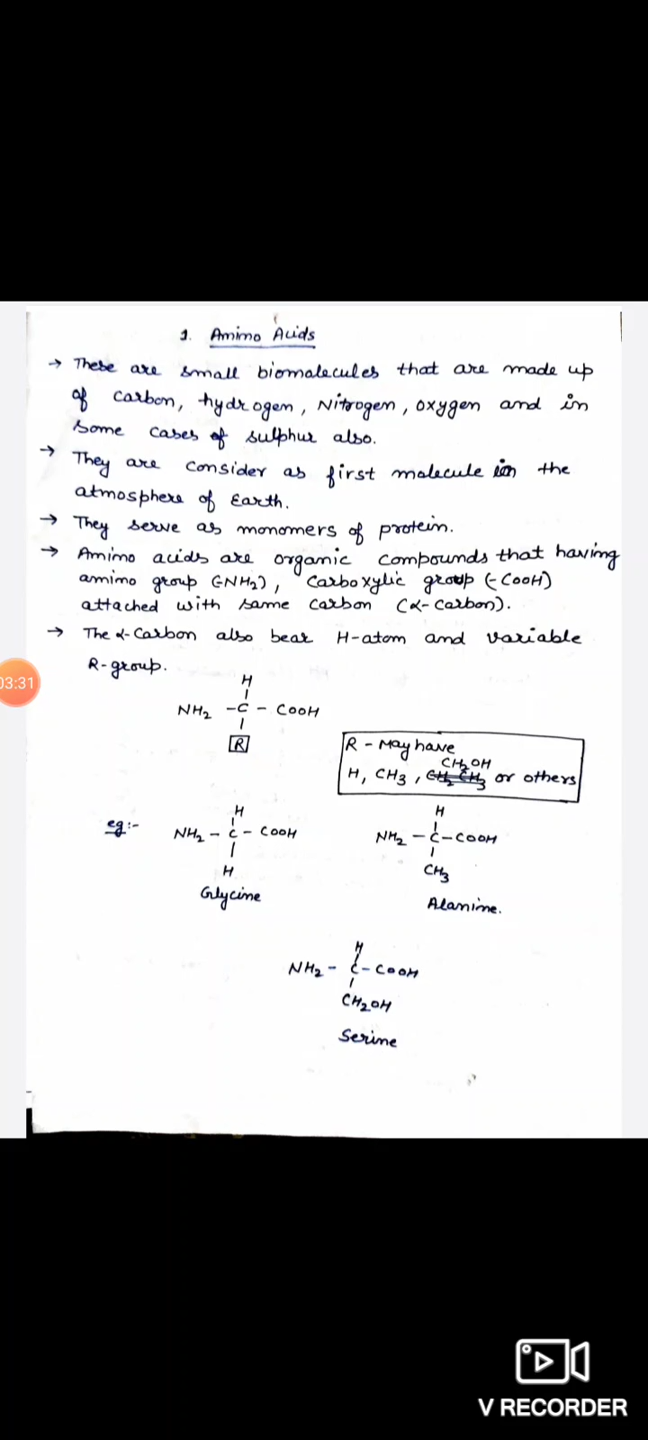 1. Amino Acids
→ These are small biomalecules that are made up
of carbon, hydrogen, Nitrogen, oxygen and in
some cases of sulphur also.
→ They are consider as first molecule in the
atmosphere of Earth.
→ They serve as monomers of protein.
→ Amino acids are organic compounds that having
amino group (-NH2), Carboxylic group (-COOH)
attached with same carbon (α-carbon).
→ The α-Carbon also bear H-atom and variable
R-group.
03:31
H
NH2 - C - COOH
R
R - May have
CH2OH
H, CH3, CH2 CH3 or others
eg:-
H
NH2 - C - COOH
H
Glycine
H
NH2 - C - COOH
CH3
Alanine.
H
NH2 - C - COOH
CH2OH
Serine
V RECORDER